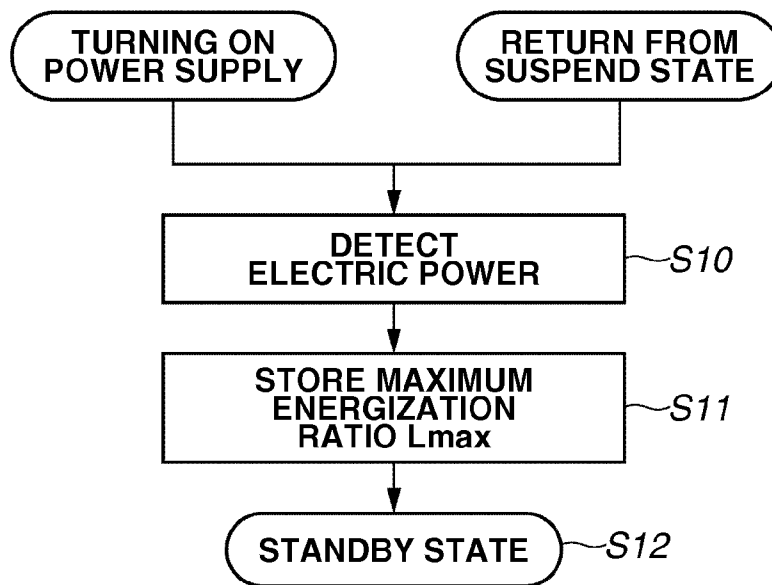 TURNING ON
POWER SUPPLY
RETURN FROM
SUSPEND STATE
DETECT
ELECTRIC POWER
S10
STORE MAXIMUM
ENERGIZATION
RATIO Lmax
S11
STANDBY STATE
S12